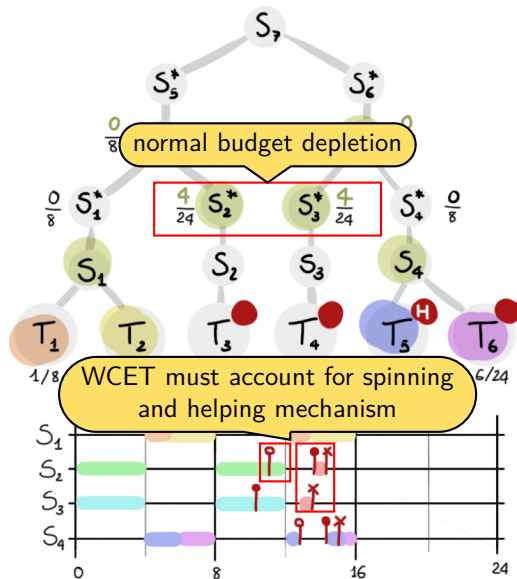 S7
S5* S6*
0/8 0
normal budget depletion
0/8 S1* 4/24 S2* S3* 4/24 S4* 0/8
S1 S2 S3 S4
T1 T2 T3 T4 T5 H T6
1/8 6/24
WCET must account for spinning
and helping mechanism
S1
S2
S3
S4
0 8 16 24